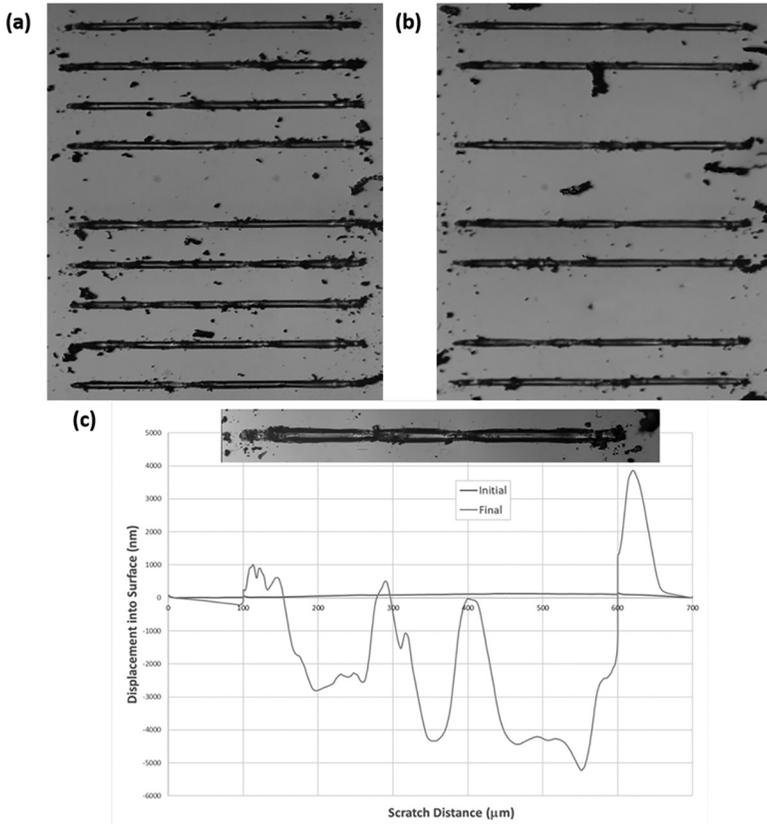 (a)
(b)
(c)
5000
4000
3000
2000
1000
0
-1000
-2000
-3000
-4000
-5000
-6000
Displacement into Surface (nm)
Initial
Final
0 100 200 300 400 500 600 700
Scratch Distance (μm)